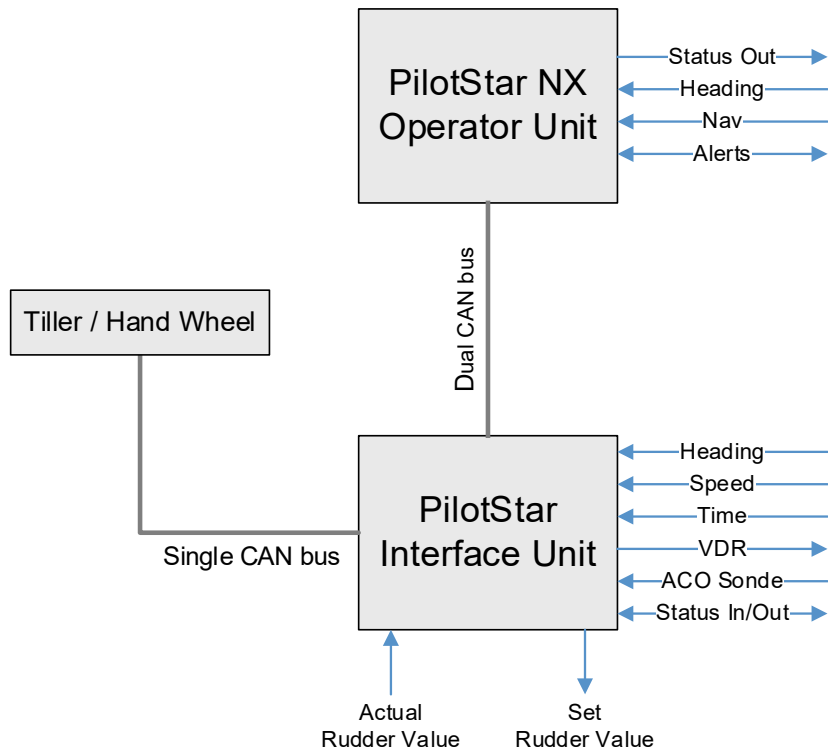 PilotStar NX
Operator Unit
Status Out
Heading
Nav
Alerts
Dual CAN bus
Tiller / Hand Wheel
Single CAN bus
PilotStar
Interface Unit
Heading
Speed
Time
VDR
ACO Sonde
Status In/Out
Actual
Rudder Value
Set
Rudder Value